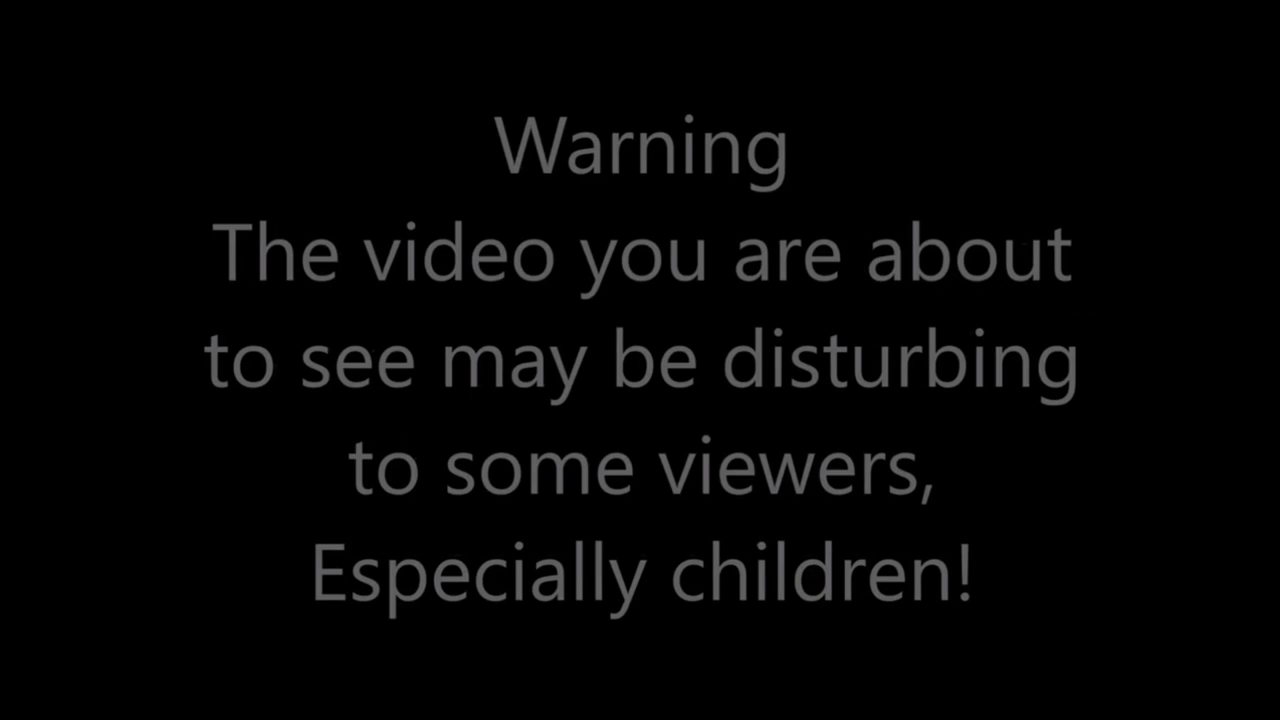 Warning
The video you are about
to see may be disturbing
to some viewers,
Especially children!